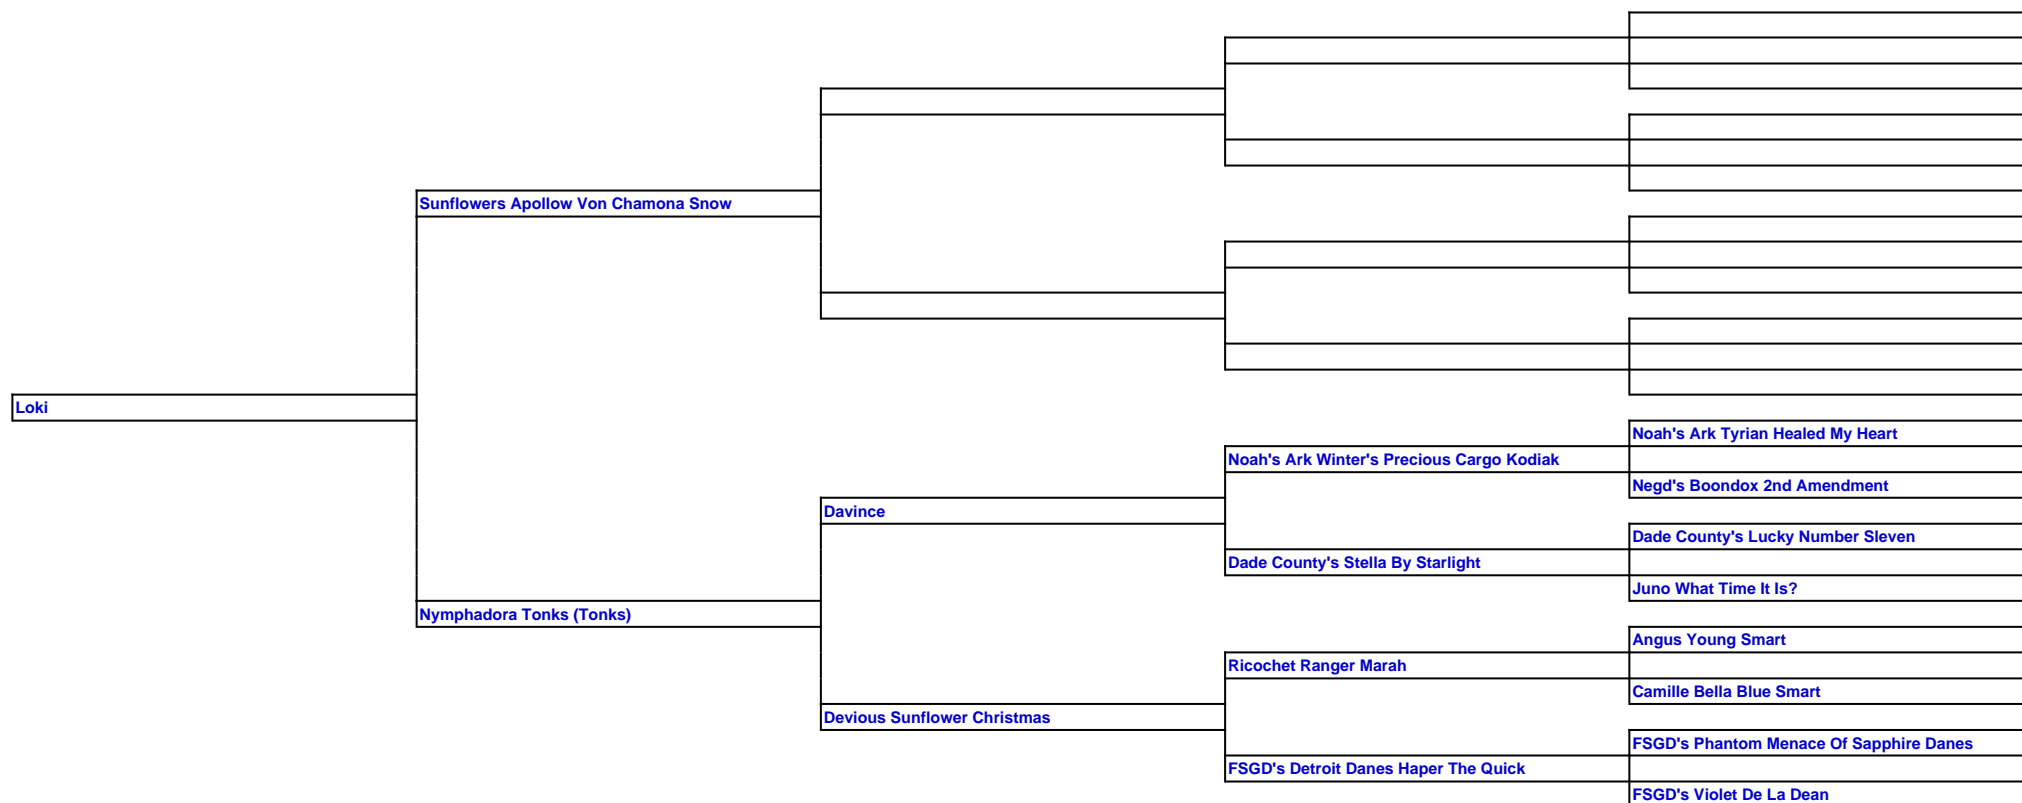 Sunflowers Apollow Von Chamona Snow
Loki
Noah's Ark Tyrian Healed My Heart
Noah's Ark Winter's Precious Cargo Kodiak
Negd's Boondox 2nd Amendment
Davince
Dade County's Lucky Number Sleven
Dade County's Stella By Starlight
Juno What Time It Is?
Nymphadora Tonks (Tonks)
Angus Young Smart
Ricochet Ranger Marah
Camille Bella Blue Smart
Devious Sunflower Christmas
FSGD's Phantom Menace Of Sapphire Danes
FSGD's Detroit Danes Haper The Quick
FSGD's Violet De La Dean